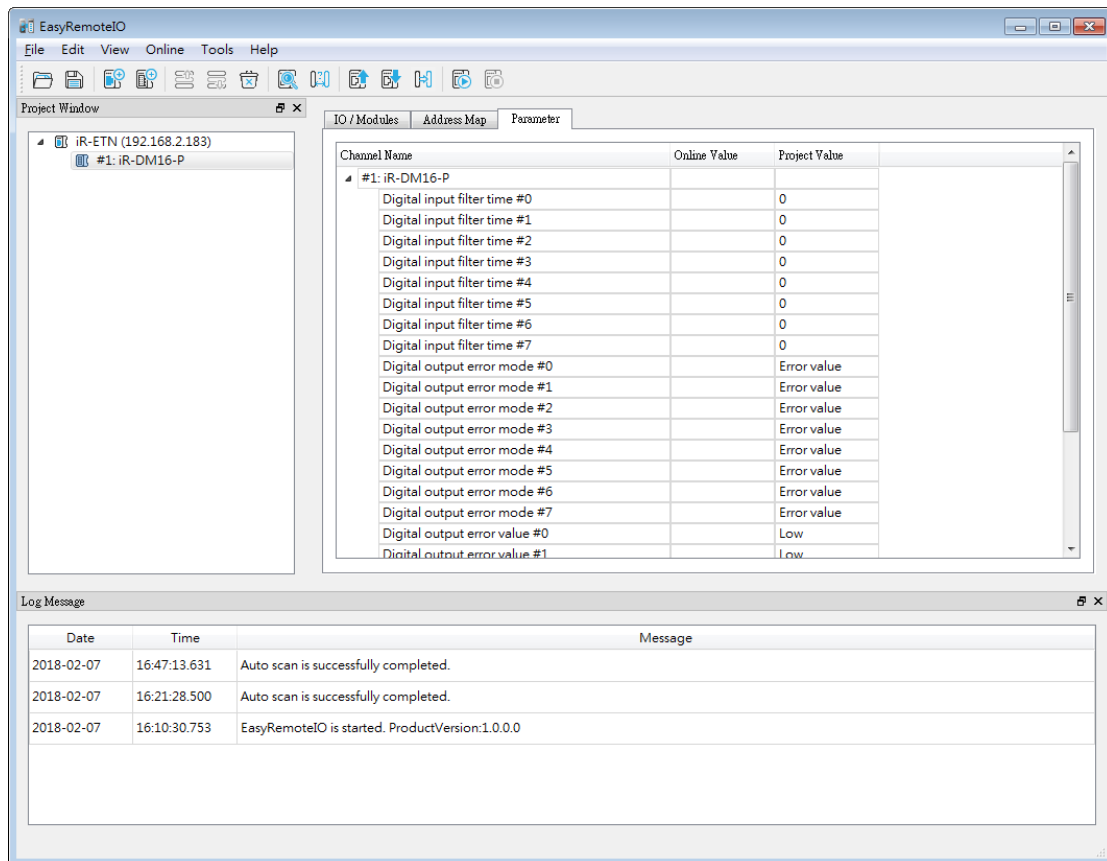 EasyRemoteIO
File Edit View Online Tools Help
Project Window
iR-ETN (192.168.2.183)
#1: iR-DM16-P
IO / Modules Address Map Parameter
Channel Name Online Value Project Value
#1: iR-DM16-P
Digital input filter time #0 0
Digital input filter time #1 0
Digital input filter time #2 0
Digital input filter time #3 0
Digital input filter time #4 0
Digital input filter time #5 0
Digital input filter time #6 0
Digital input filter time #7 0
Digital output error mode #0 Error value
Digital output error mode #1 Error value
Digital output error mode #2 Error value
Digital output error mode #3 Error value
Digital output error mode #4 Error value
Digital output error mode #5 Error value
Digital output error mode #6 Error value
Digital output error mode #7 Error value
Digital output error value #0 Low
Digital output error value #1 Low
Log Message
Date Time Message
2018-02-07 16:47:13.631 Auto scan is successfully completed.
2018-02-07 16:21:28.500 Auto scan is successfully completed.
2018-02-07 16:10:30.753 EasyRemoteIO is started. ProductVersion:1.0.0.0